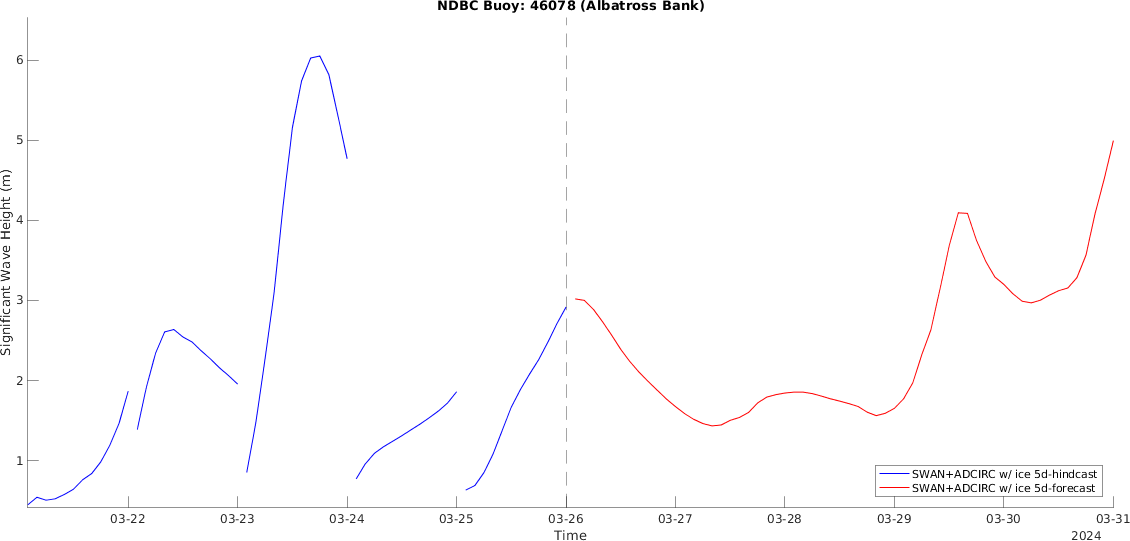 NDBC Buoy: 46078 (Albatross Bank)
Significant Wave Height (m)
6
5
4
3
2
1
SWAN+ADCIRC w/ ice 5d-hindcast
SWAN+ADCIRC w/ ice 5d-forecast
03-22 03-23 03-24 03-25 03-26 03-27 03-28 03-29 03-30 03-31
Time
2024